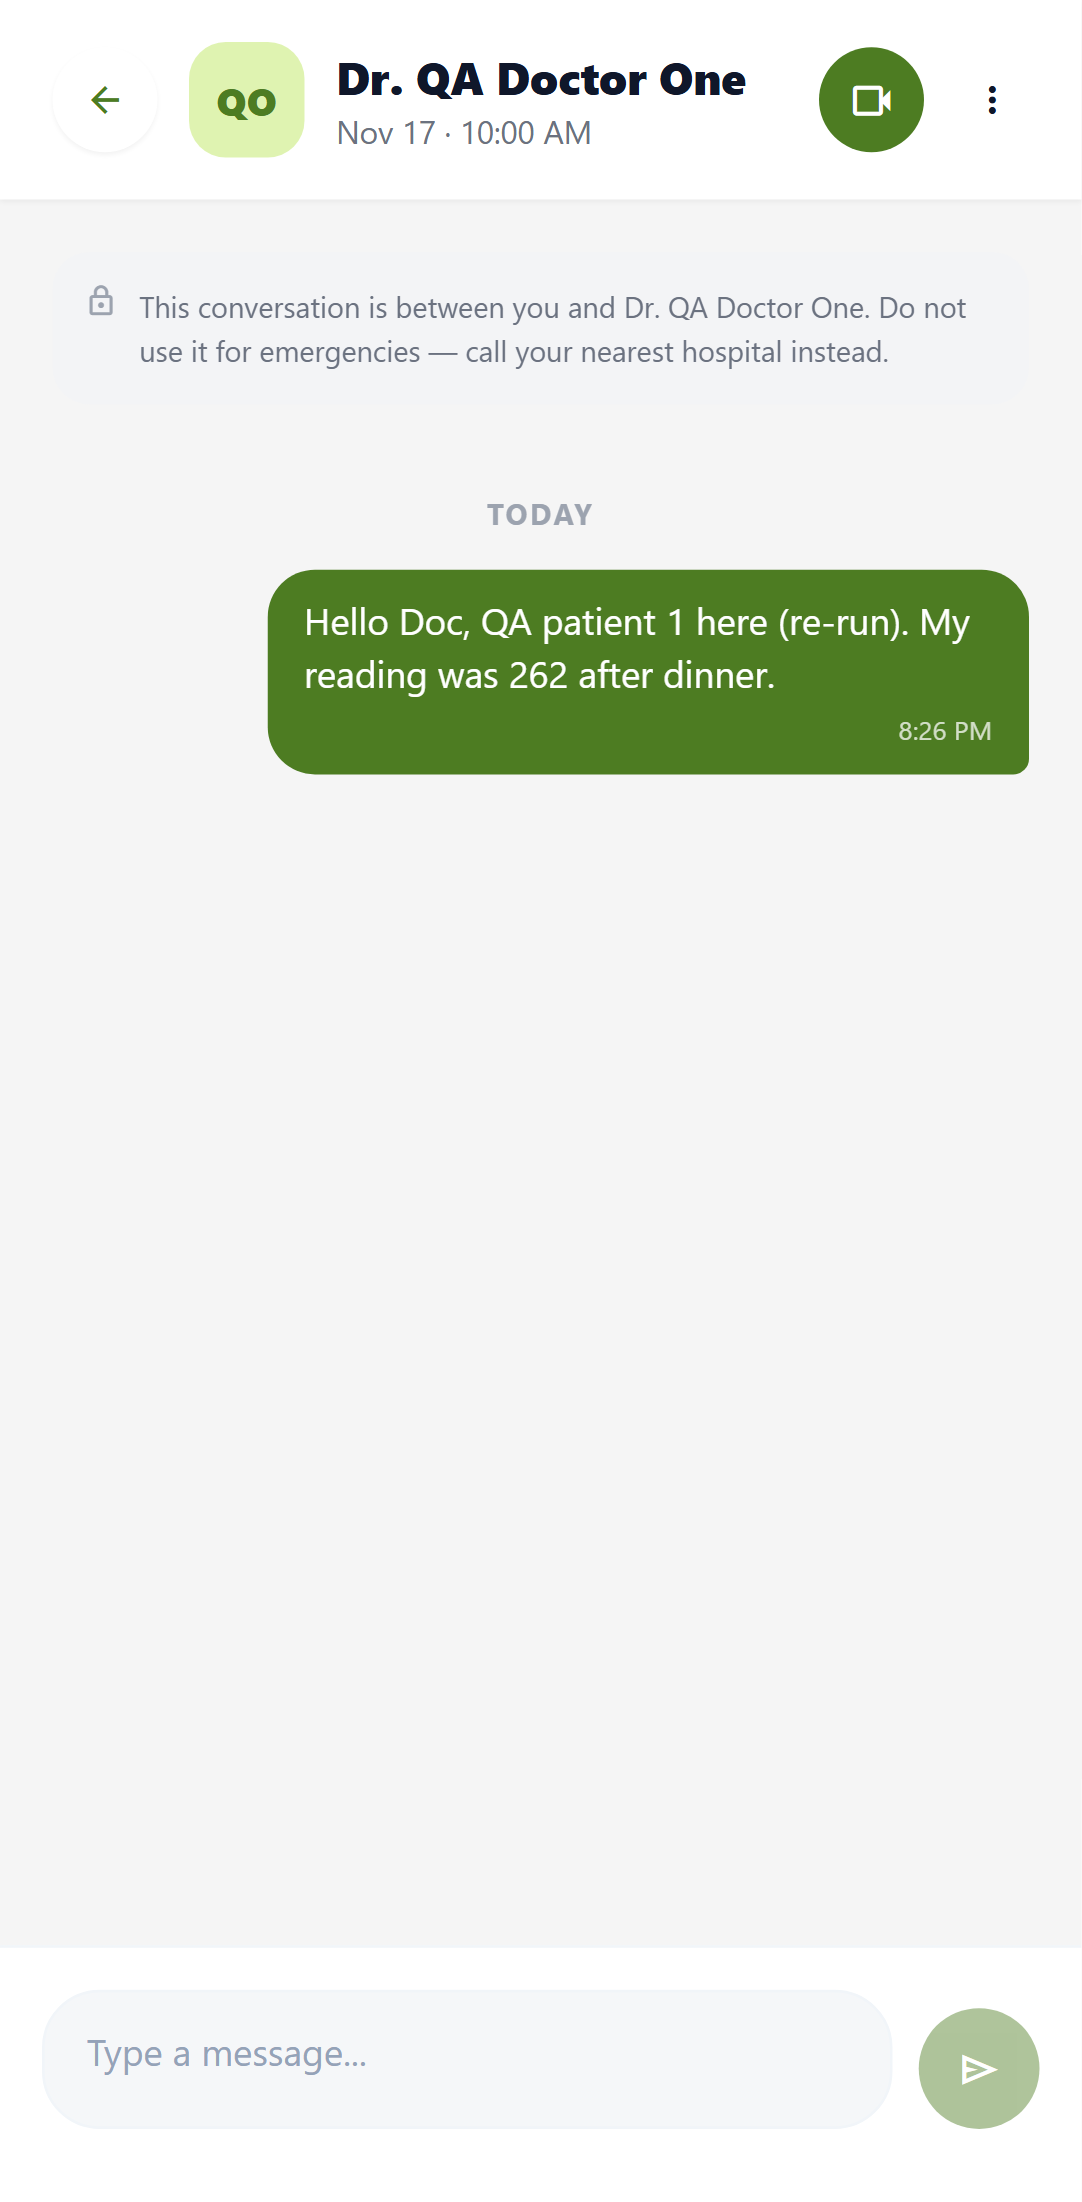 QO
Dr. QA Doctor One
Nov 17 · 10:00 AM
This conversation is between you and Dr. QA Doctor One. Do not
use it for emergencies — call your nearest hospital instead.
TODAY
Hello Doc, QA patient 1 here (re-run). My
reading was 262 after dinner.
8:26 PM
Type a message...